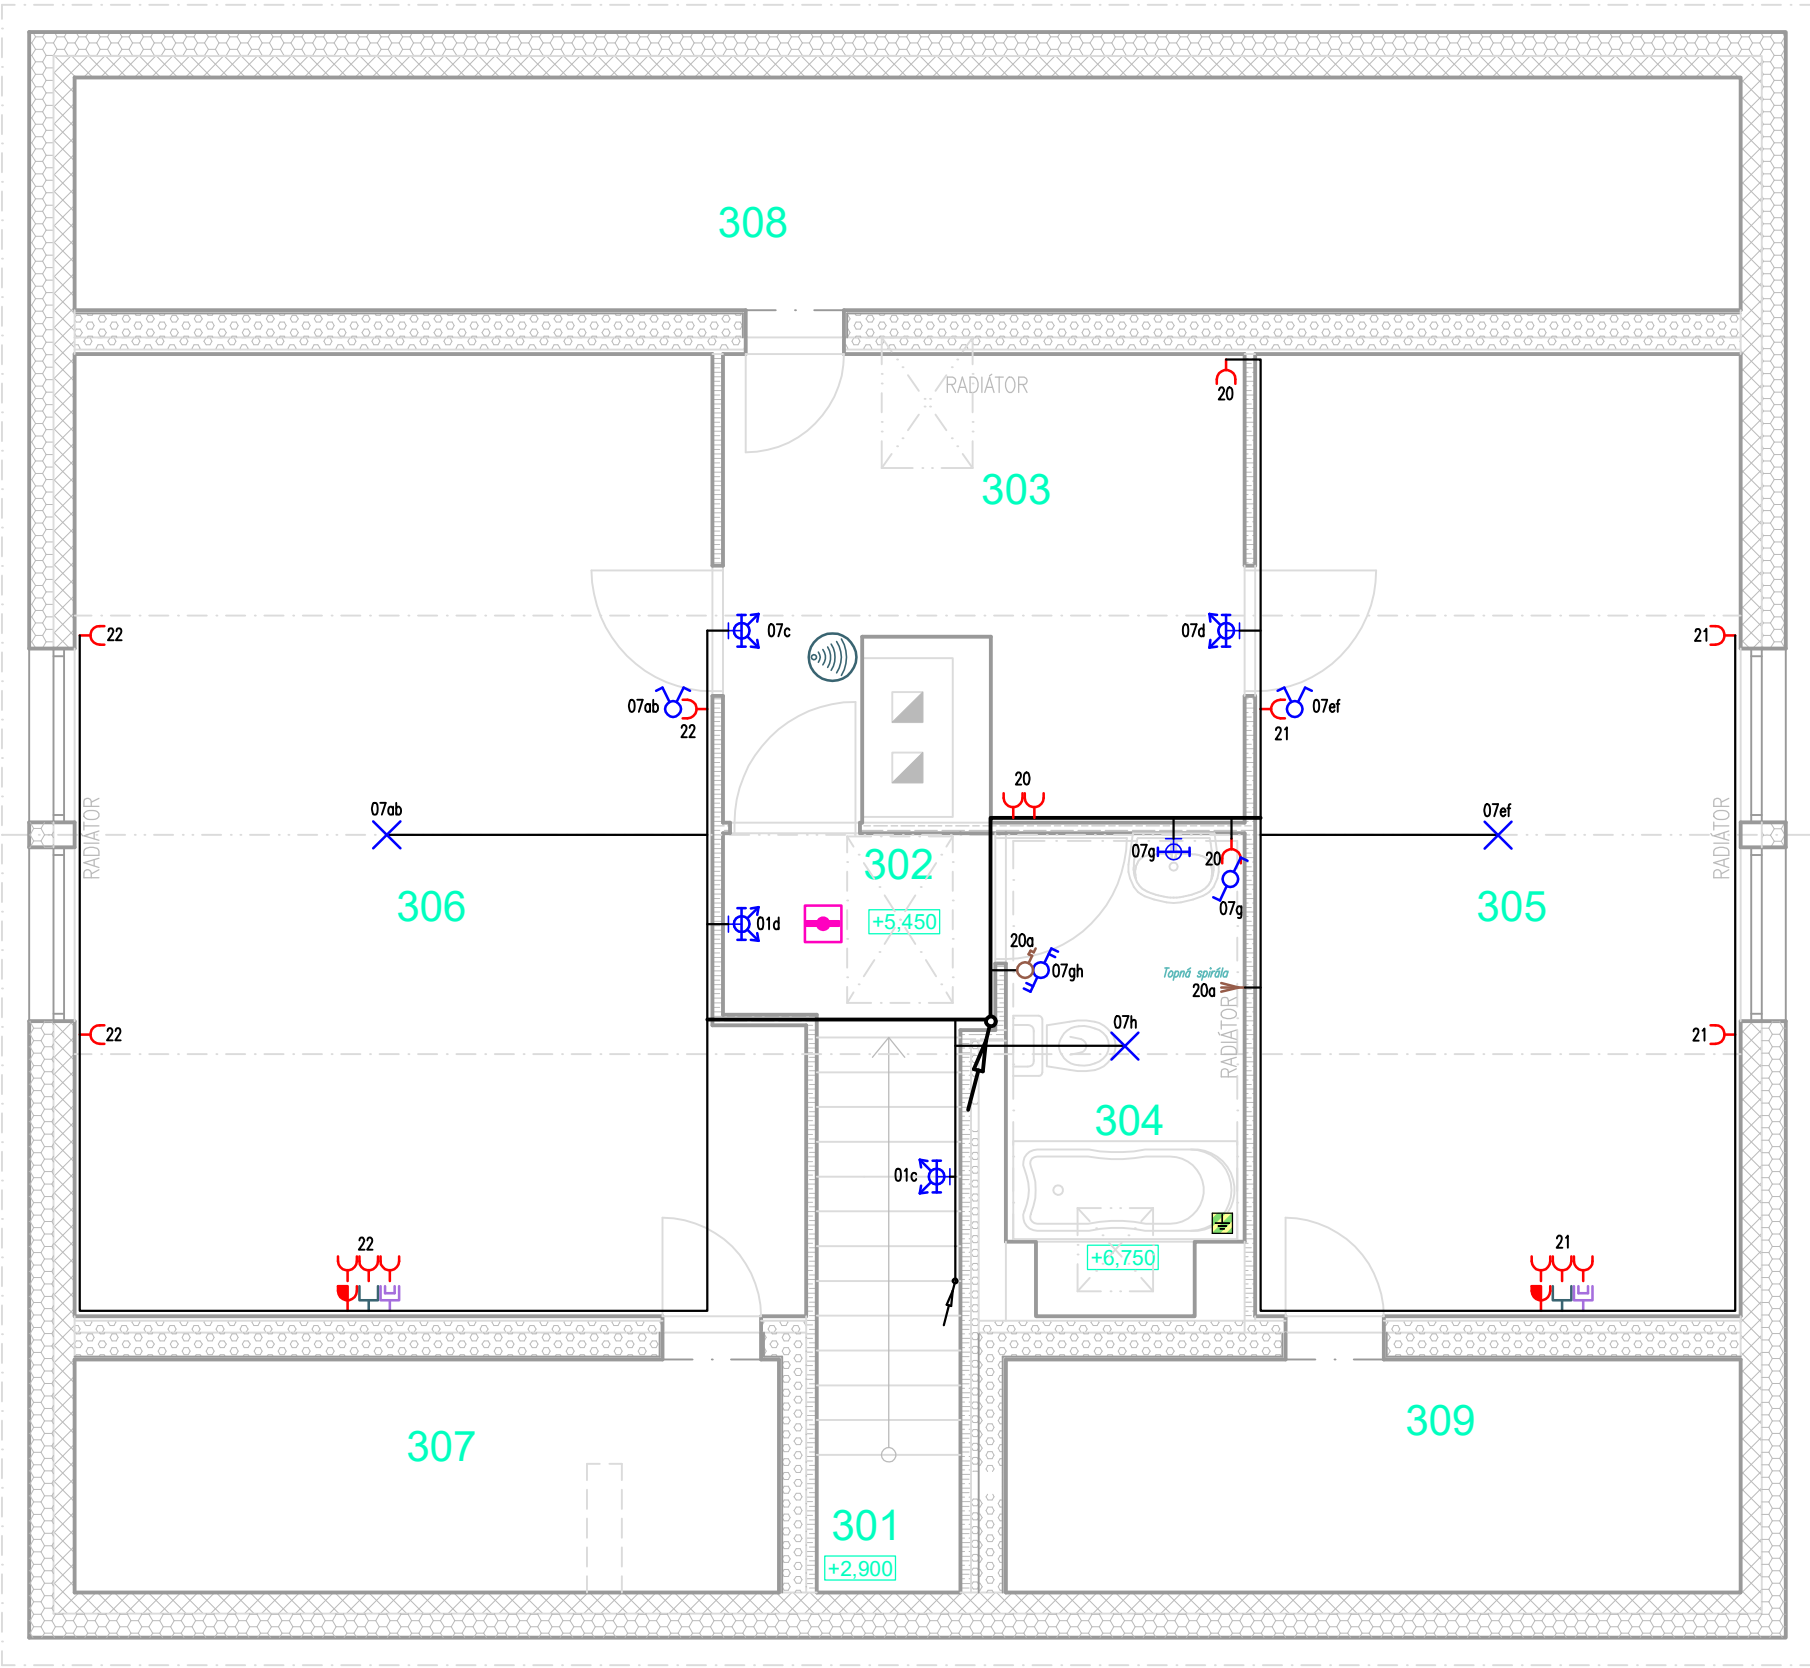 308
RADIÁTOR
20
303
22
07c
07d
21
07ab
22
07ef
21
20
07ab
07ef
RADIÁTOR
RADIÁTOR
302
07g
20
306
+5,450
305
07g
01d
20a
07gh
Topná spirála
20a
07h
22
21
RADIÁTOR
304
01c
22
21
+6,750
307
309
301
+2,900